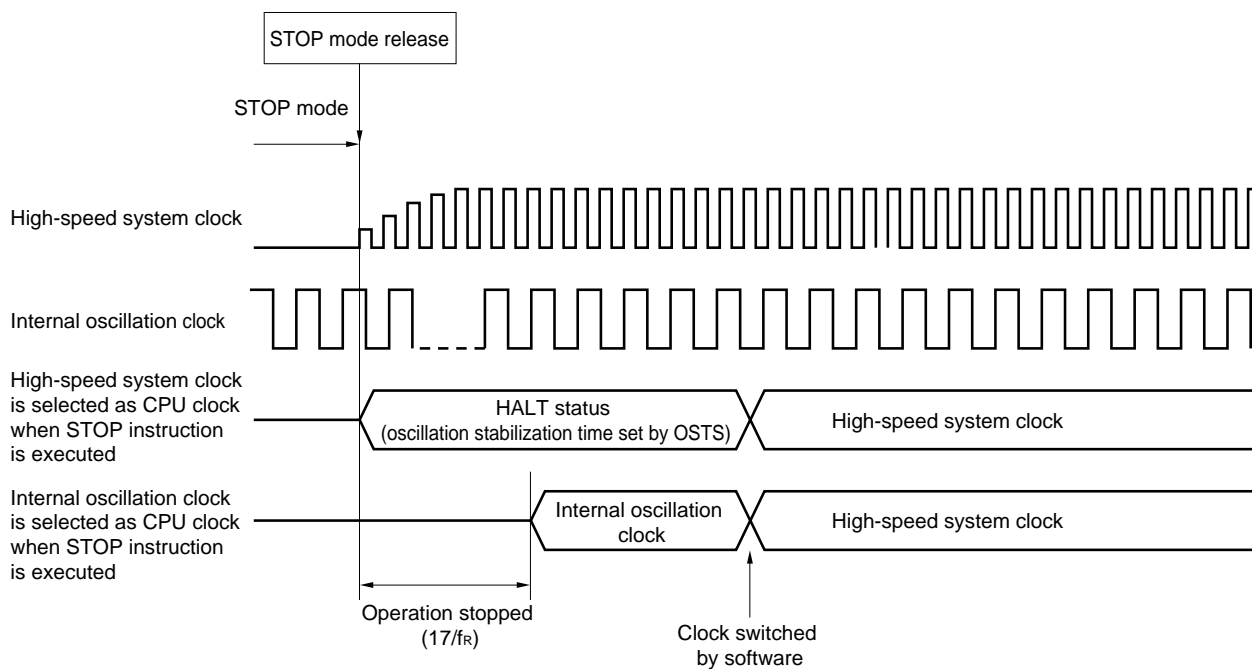 STOP mode release
STOP mode
High-speed system clock
Internal oscillation clock
High-speed system clock
is selected as CPU clock
when STOP instruction
is executed
HALT status
(oscillation stabilization time set by OSTS)
High-speed system clock
Internal oscillation clock
is selected as CPU clock
when STOP instruction
is executed
Internal oscillation
clock
High-speed system clock
Operation stopped
(17/fR)
Clock switched
by software